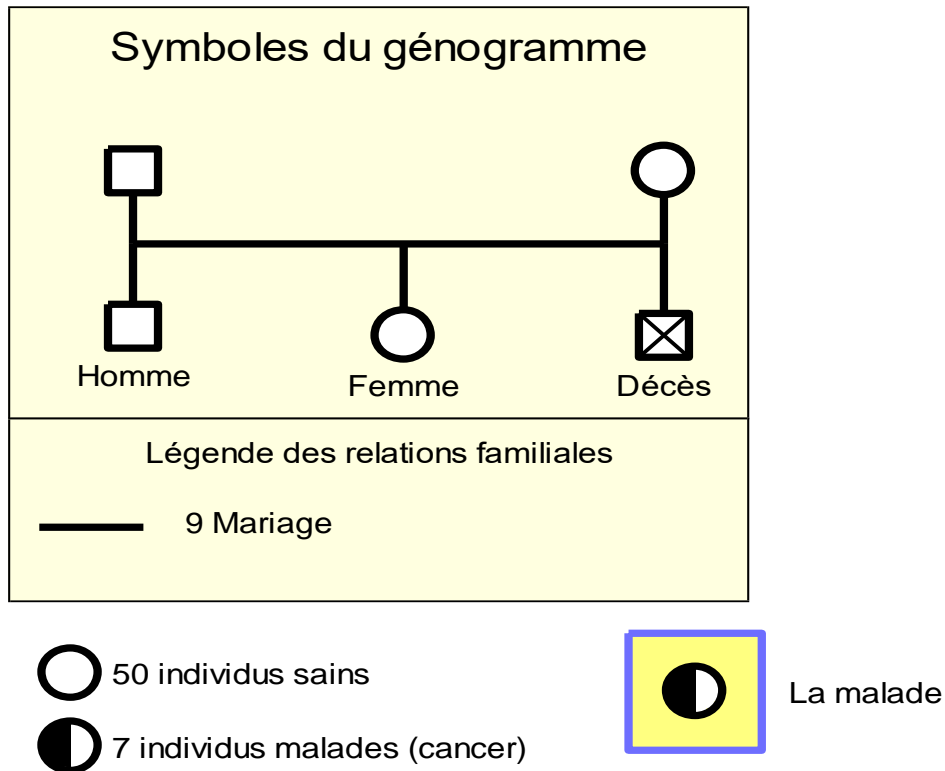 Symboles du génogramme
Homme
Femme
Décès
Légende des relations familiales
9 Mariage
50 individus sains
La malade
7 individus malades (cancer)